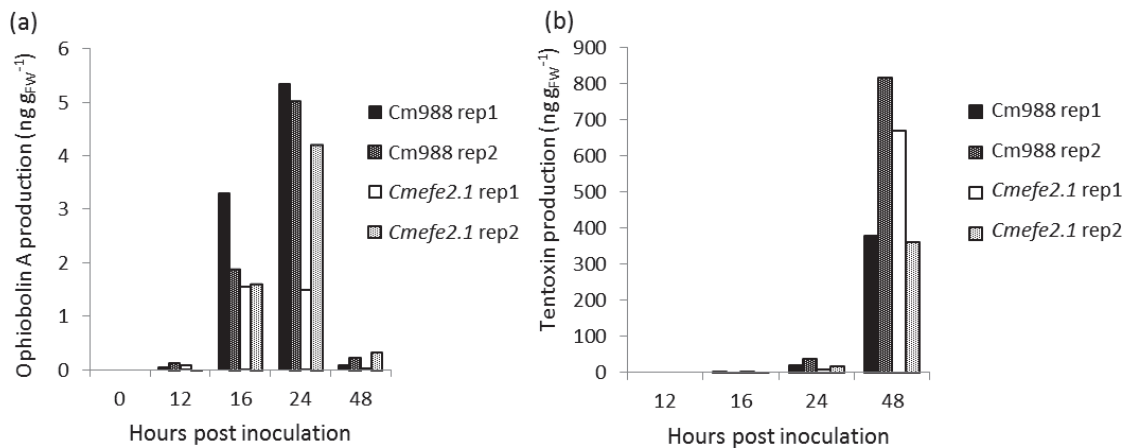 (a)
Ophiobolin A production (ng gFW-1)
6
5
4
3
2
1
0
0 12 16 24 48
Hours post inoculation
Cm988 rep1
Cm988 rep2
Cmefe2.1 rep1
Cmefe2.1 rep2
(b)
Tentoxin production (ng gFW-1)
900
800
700
600
500
400
300
200
100
0
12 16 24 48
Hours post inoculation
Cm988 rep1
Cm988 rep2
Cmefe2.1 rep1
Cmefe2.1 rep2